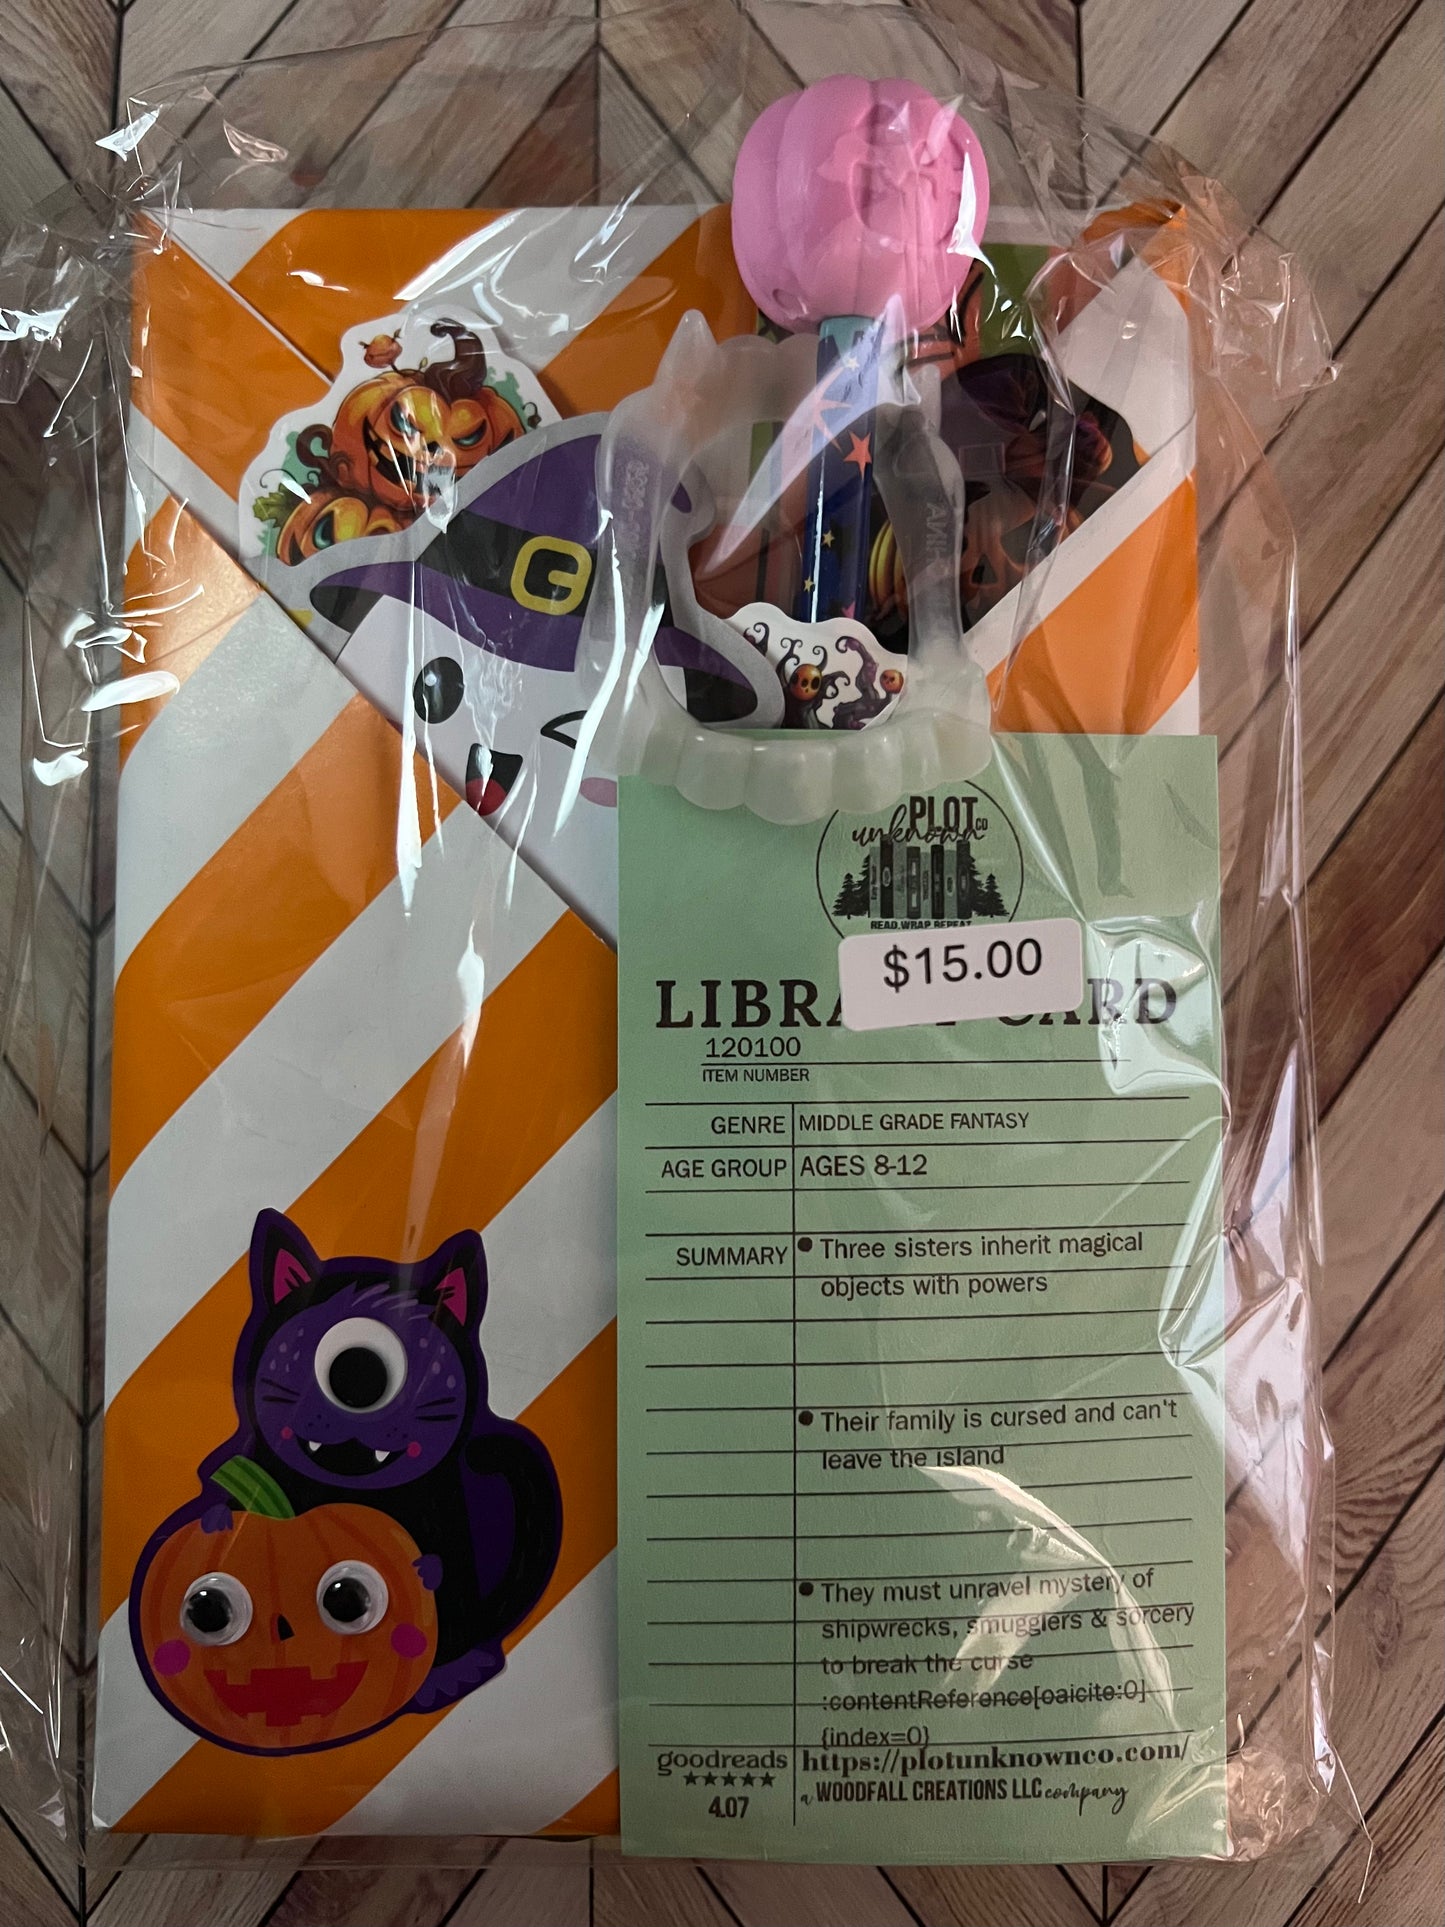 PLOT CO
unknown
READ.WRAP.REPEAT
$15.00
LIBRARY CARD
120100
ITEM NUMBER
GENRE MIDDLE GRADE FANTASY
AGE GROUP AGES 8-12
SUMMARY • Three sisters inherit magical
objects with powers
• Their family is cursed and can't
leave the island
• They must unravel mystery of
shipwrecks, smugglers & sorcery
to break the curse
:contentReference[oaicite:0]
{index=0}
goodreads https://plotunknownco.com/
★★★★★ a WOODFALL CREATIONS LLC company
4.07